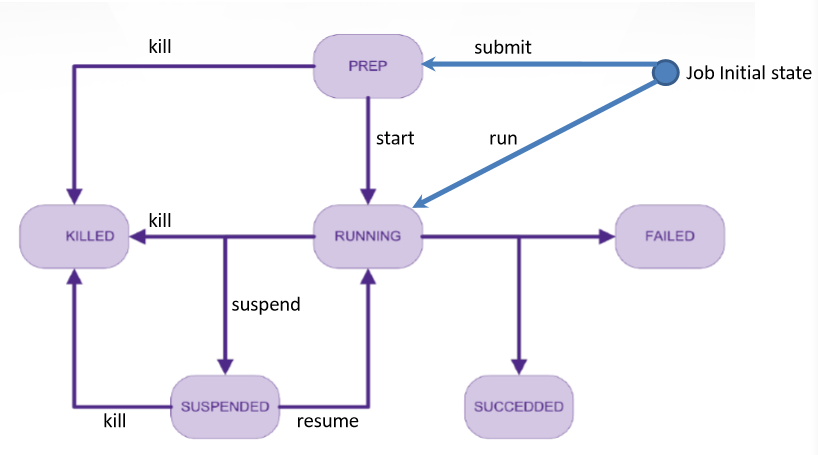 kill
submit
PREP
Job Initial state
start
run
kill
KILLED
RUNNING
FAILED
suspend
SUSPENDED
SUCCEDDED
kill
resume